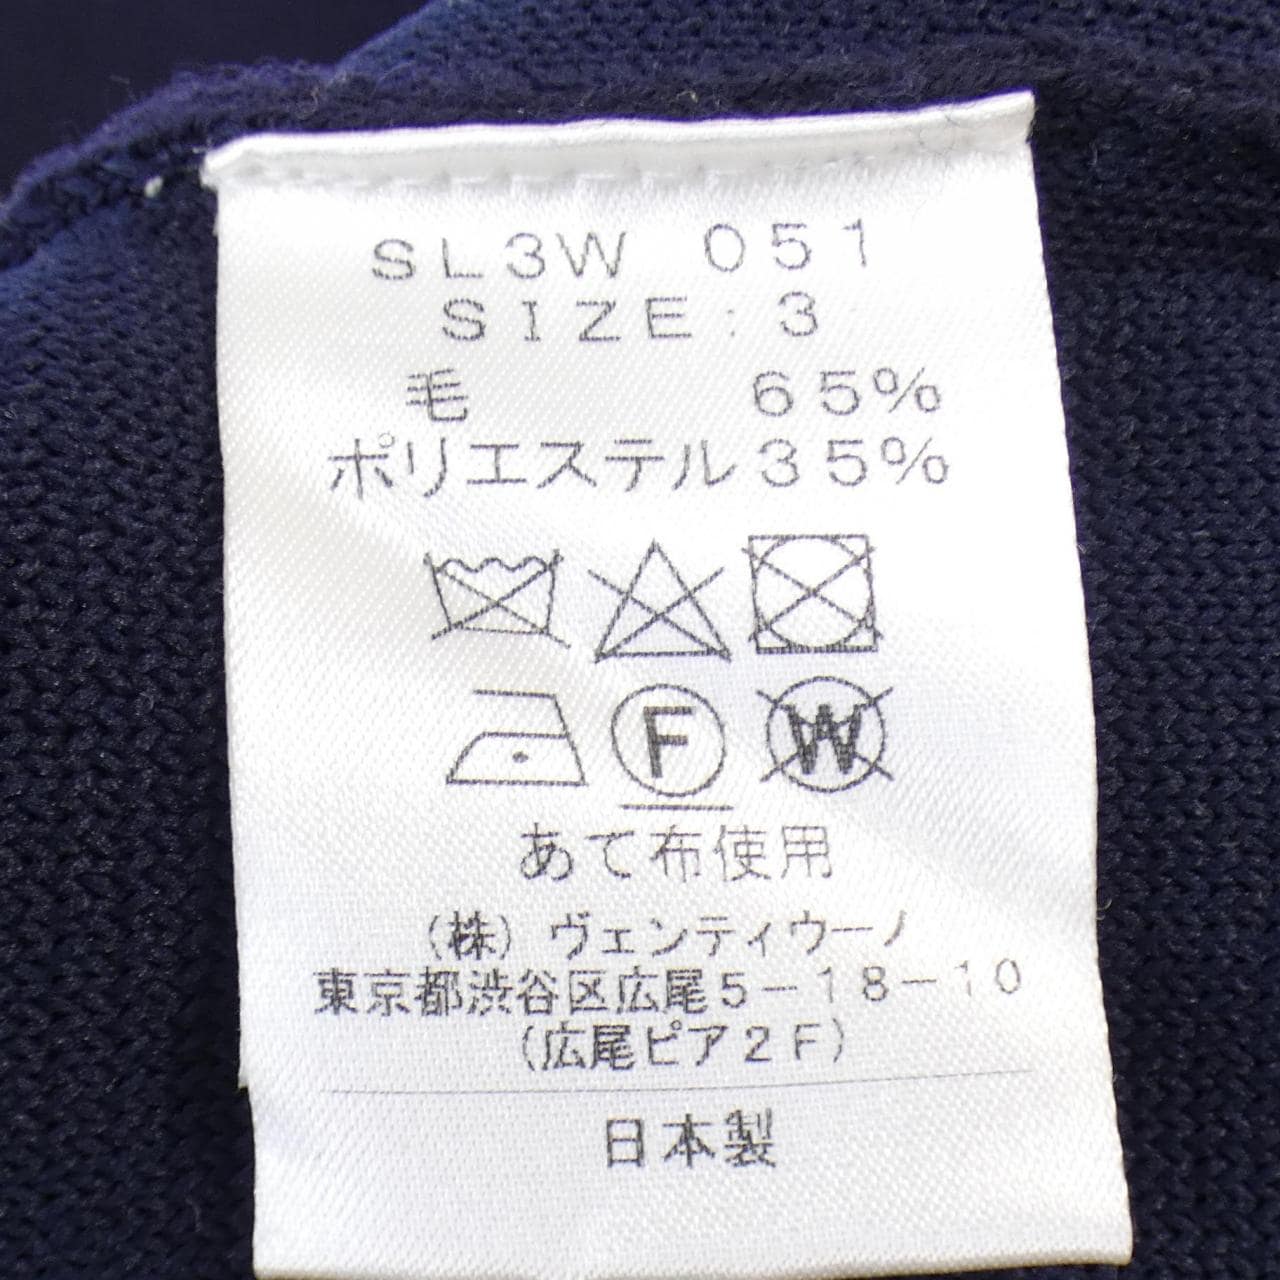 SL3W 051
SIZE:3
毛 65%
ポリエステル35%
F W
あて布使用
(株)ヴェンティウーノ
東京都渋谷区広尾5-18-10
(広尾ピア2F)
日本製